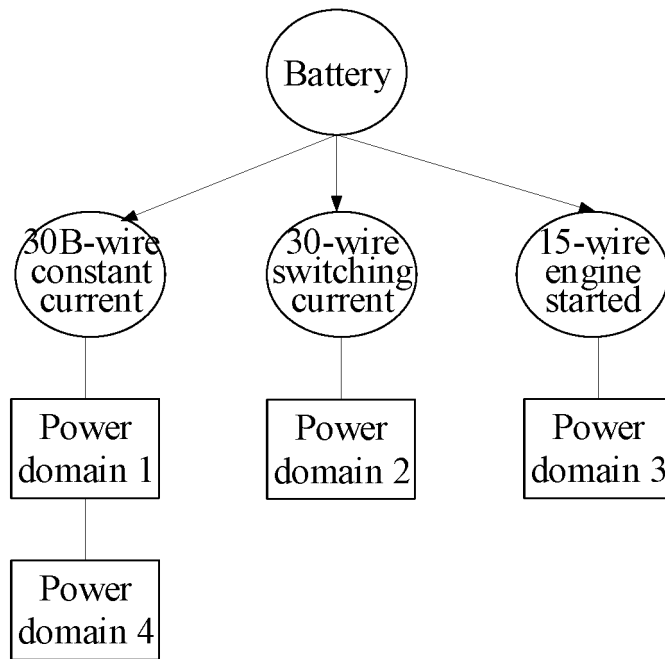 Battery
30B-wire
constant
current
30-wire
switching
current
15-wire
engine
started
Power
domain 1
Power
domain 2
Power
domain 3
Power
domain 4